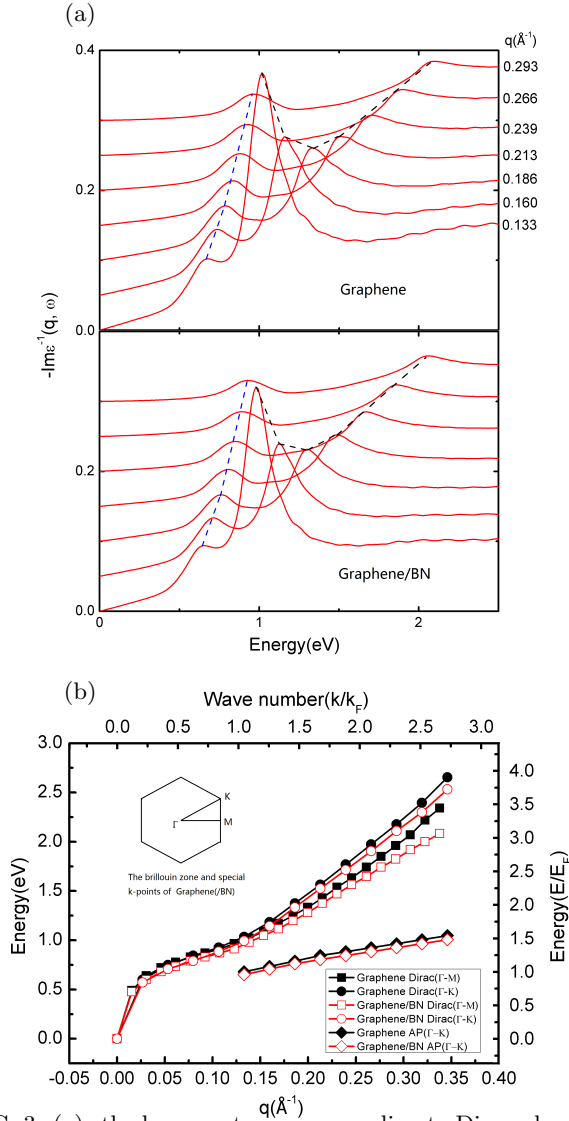 (a)
q(Å⁻¹)
0.4
0.293
0.266
0.239
0.213
0.2
0.186
0.160
0.133
Graphene
0.0
-Imε⁻¹(q, ω)
0.2
Graphene/BN
0.0
0 1 2
Energy(eV)
(b)
Wave number(k/k_F)
0.0 0.5 1.0 1.5 2.0 2.5 3.0
3.0
2.5
2.0
1.5
1.0
0.5
0.0
Energy(eV)
4.0
3.5
3.0
2.5
2.0
1.5
1.0
0.5
0.0
Energy(E/E_F)
K
Γ
M
The brillouin zone and special
k-points of Graphene(/BN)
Graphene Dirac(Γ-M)
Graphene Dirac(Γ-K)
Graphene/BN Dirac(Γ-M)
Graphene/BN Dirac(Γ-K)
Graphene AP(Γ-K)
Graphene/BN AP(Γ-K)
-0.05 0.00 0.05 0.10 0.15 0.20 0.25 0.30 0.35 0.40
q(Å⁻¹)